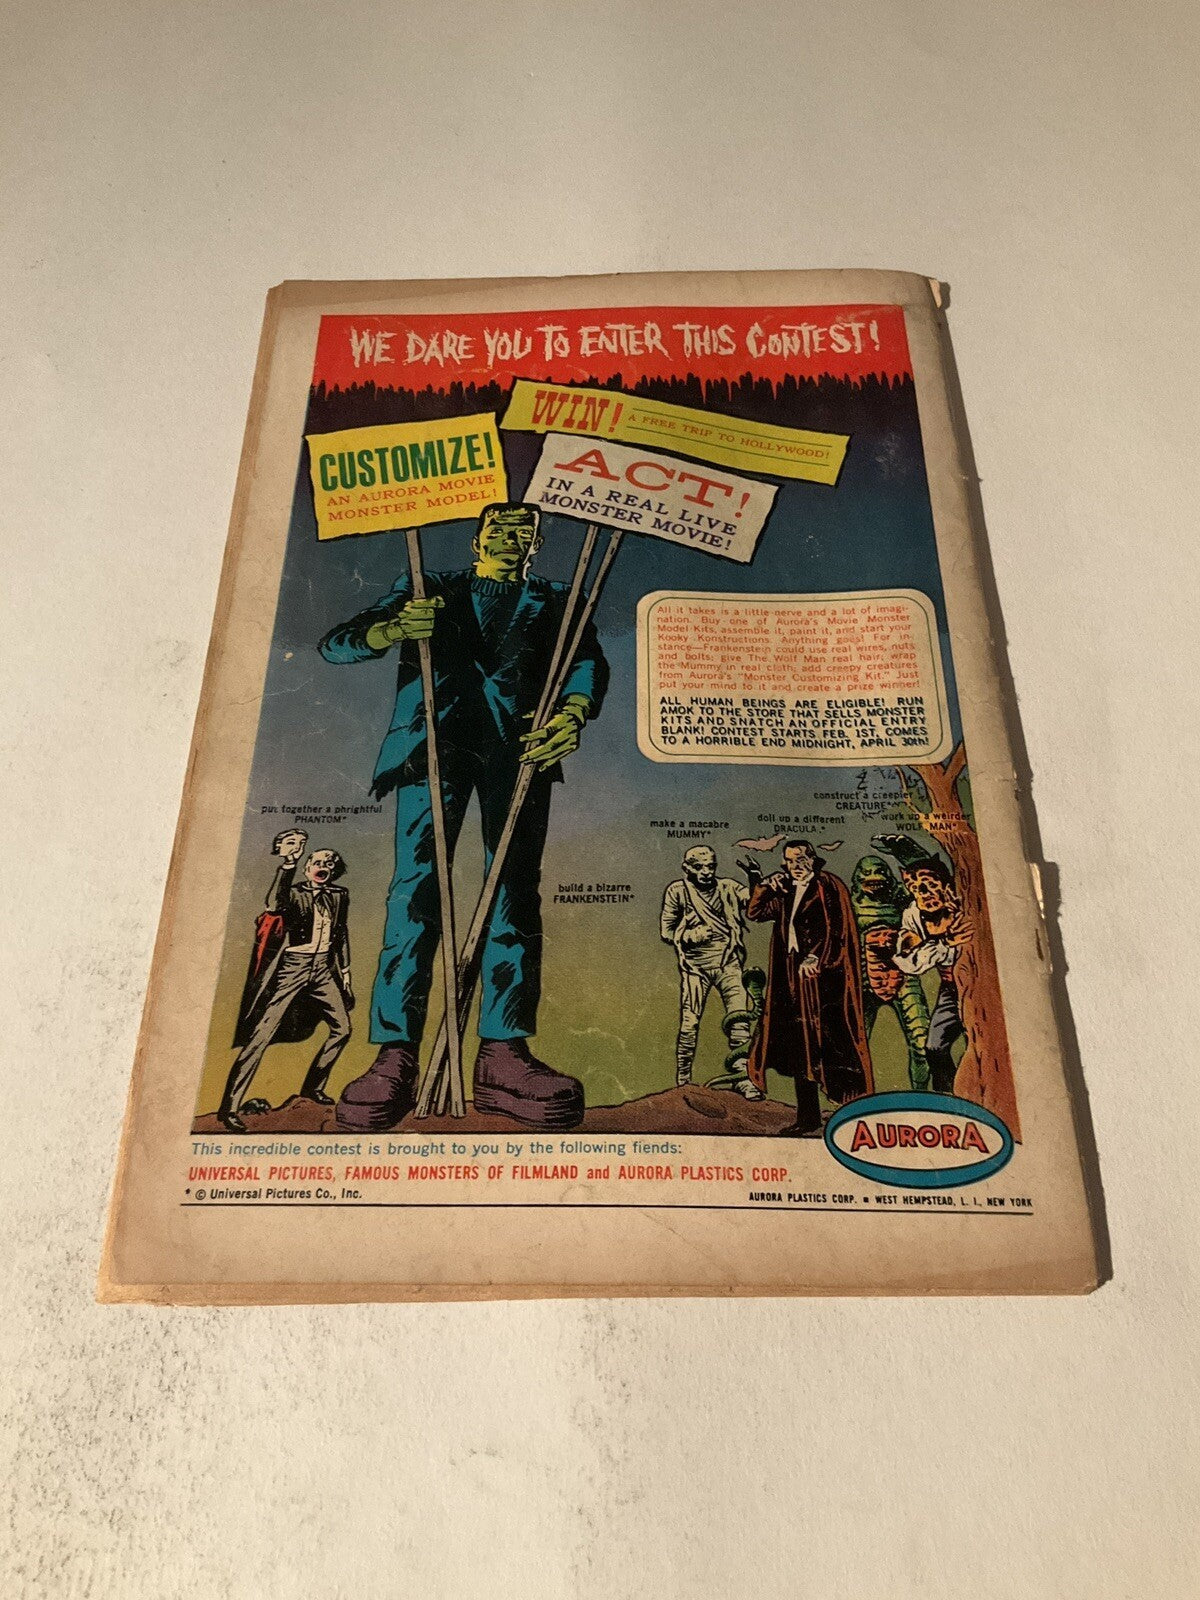 WE DARE YOU TO ENTER THIS CONTEST!
WIN! A FREE TRIP TO HOLLYWOOD!
CUSTOMIZE!
AN AURORA MOVIE
MONSTER MODEL!
ACT!
IN A REAL LIVE
MONSTER MOVIE!
All it takes is a little nerve and a lot of imagi-
nation. Buy one of Aurora's Movie Monster
Model Kits, assemble it, paint it, and start your
Kooky Konstructions. Anything goes! For in-
stance—Frankenstein could use real wires, nuts
and bolts; give The Wolf Man real hair; wrap
the Mummy in real cloth; add creepy creatures
from Aurora's "Monster Customizing Kit." Just
put your mind to it and create a prize winner!
ALL HUMAN BEINGS ARE ELIGIBLE! RUN
AMOK TO THE STORE THAT SELLS MONSTER
KITS AND SNATCH AN OFFICIAL ENTRY
BLANK! CONTEST STARTS FEB. 1ST, COMES
TO A HORRIBLE END MIDNIGHT, APRIL 30th!
put together a phrightful
PHANTOM*
build a bizarre
FRANKENSTEIN*
make a macabre
MUMMY*
doll up a different
DRACULA*
construct a creepier
CREATURE*
work up a weirder
WOLF MAN*
AURORA
This incredible contest is brought to you by the following fiends:
UNIVERSAL PICTURES, FAMOUS MONSTERS OF FILMLAND and AURORA PLASTICS CORP.
* © Universal Pictures Co., Inc.
AURORA PLASTICS CORP. ■ WEST HEMPSTEAD, L. I., NEW YORK